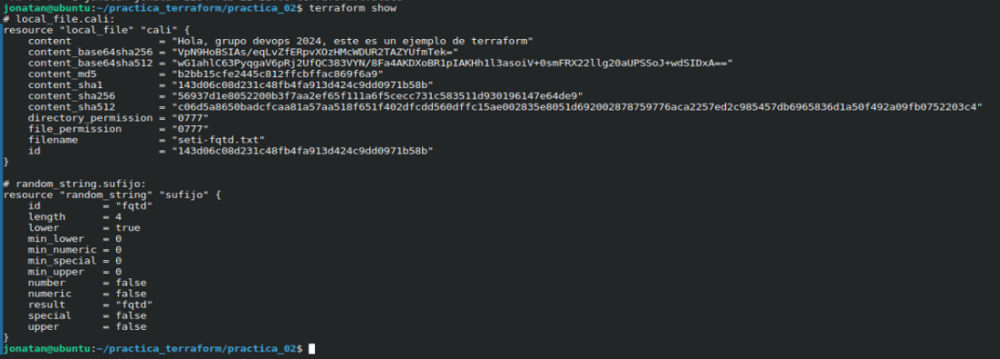 jonatan@ubuntu:~/practica_terraform/practica_02$ terraform show
# local_file.cali:
resource "local_file" "cali" {
    content              = "Hola, grupo devops 2024, este es un ejemplo de terraform"
    content_base64sha256 = "VpN9HoBSIAs/eqLvZfERpvXOzHMcWDUR2TAZYUfmTek="
    content_base64sha512 = "wG1ahlC63PyqgaV6pRj2UfQC383VYN/8Fa4AKDXoBR1pIAKHh1l3asoiV+0smFRX22llg20aUPSSoJ+wdSIDxA=="
    content_md5          = "b2bb15cfe2445c812ffcbffac869f6a9"
    content_sha1         = "143d06c08d231c48fb4fa913d424c9dd0971b58b"
    content_sha256       = "56937d1e8052200b3f7aa2ef65f111a6f5cecc731c583511d930196147e64de9"
    content_sha512       = "c06d5a8650badcfcaa81a57aa518f651f402dfcdd560dffc15ae002835e8051d692002878759776aca2257ed2c985457db6965836d1a50f492a09fb0752203c4"
    directory_permission = "0777"
    file_permission      = "0777"
    filename             = "seti-fqtd.txt"
    id                   = "143d06c08d231c48fb4fa913d424c9dd0971b58b"
}
# random_string.sufijo:
resource "random_string" "sufijo" {
    id          = "fqtd"
    length      = 4
    lower       = true
    min_lower   = 0
    min_numeric = 0
    min_special = 0
    min_upper   = 0
    number      = false
    numeric     = false
    result      = "fqtd"
    special     = false
    upper       = false
}
jonatan@ubuntu:~/practica_terraform/practica_02$